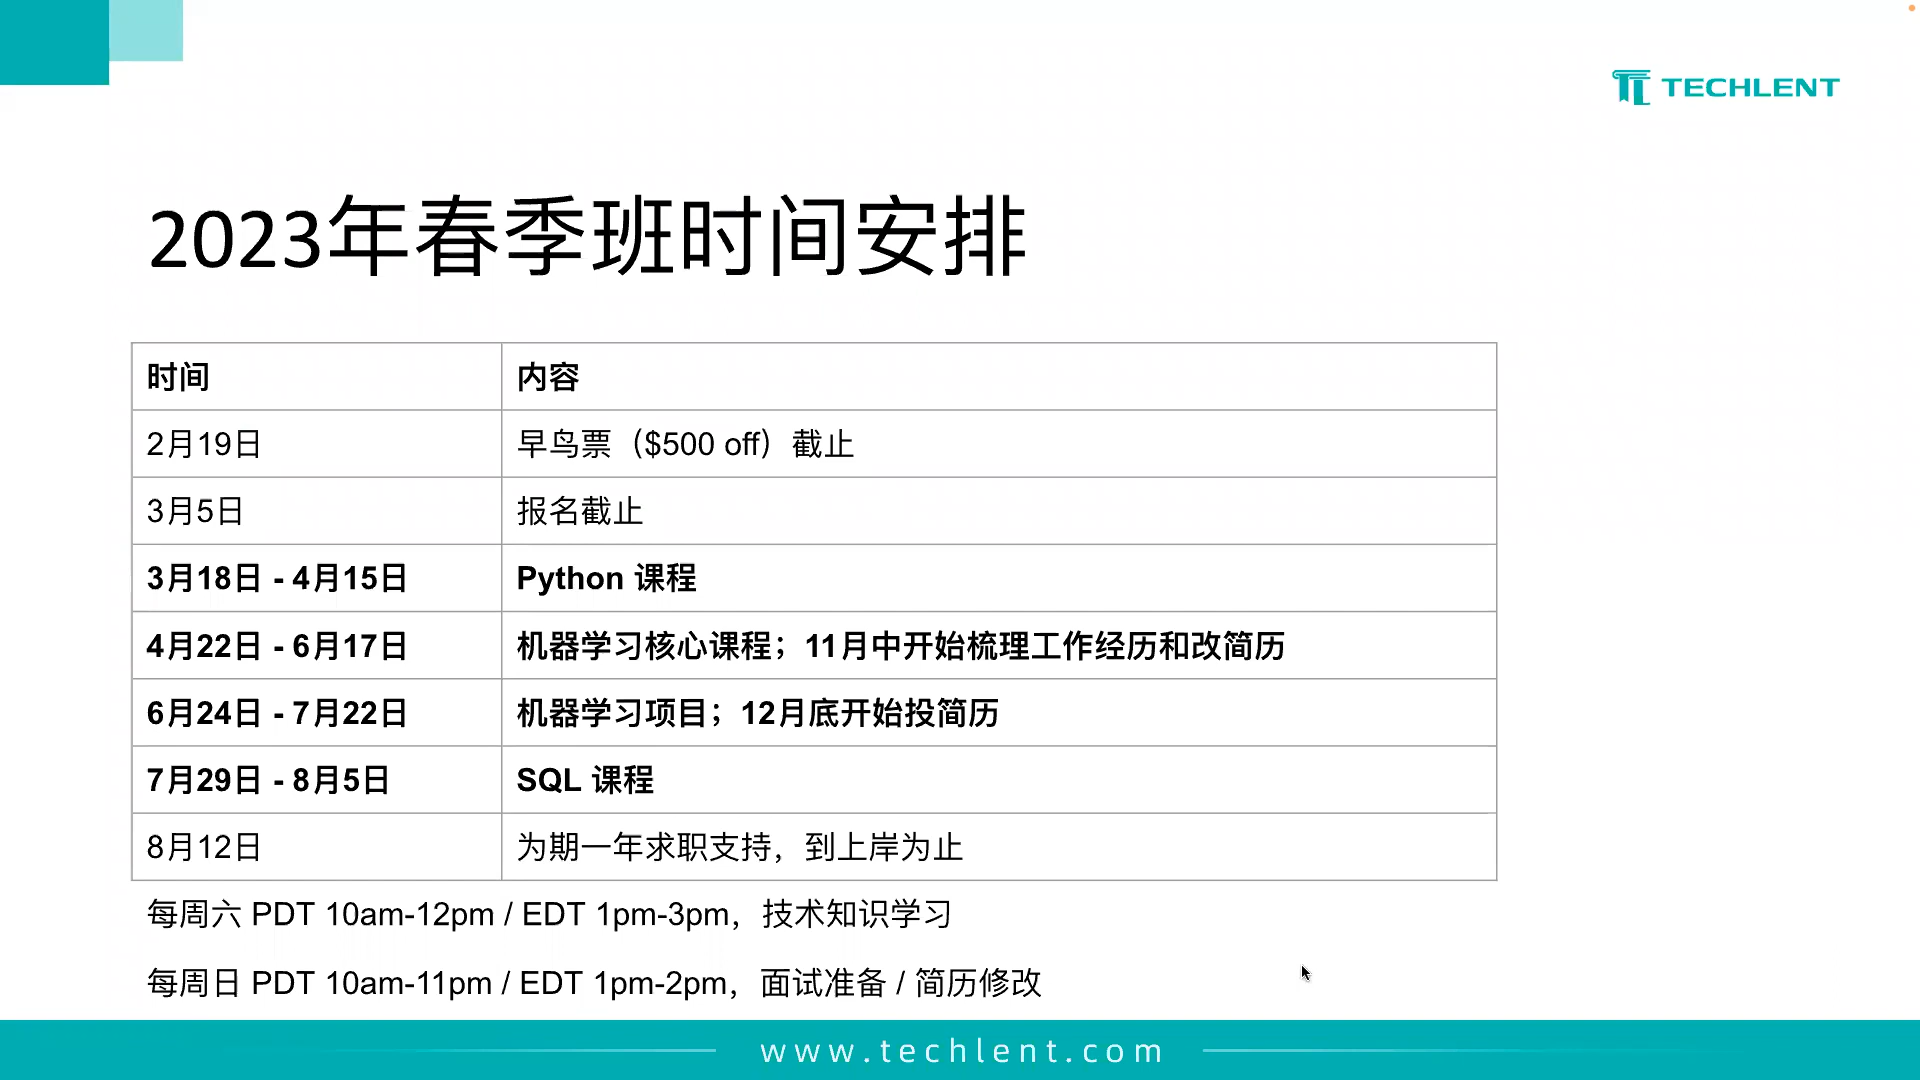 TECHLENT
2023年春季班时间安排
时间 内容
2月19日 早鸟票（$500 off）截止
3月5日 报名截止
3月18日 - 4月15日 Python 课程
4月22日 - 6月17日 机器学习核心课程；11月中开始梳理工作经历和改简历
6月24日 - 7月22日 机器学习项目；12月底开始投简历
7月29日 - 8月5日 SQL 课程
8月12日 为期一年求职支持，到上岸为止
每周六 PDT 10am-12pm / EDT 1pm-3pm，技术知识学习
每周日 PDT 10am-11pm / EDT 1pm-2pm，面试准备 / 简历修改
www.techlent.com